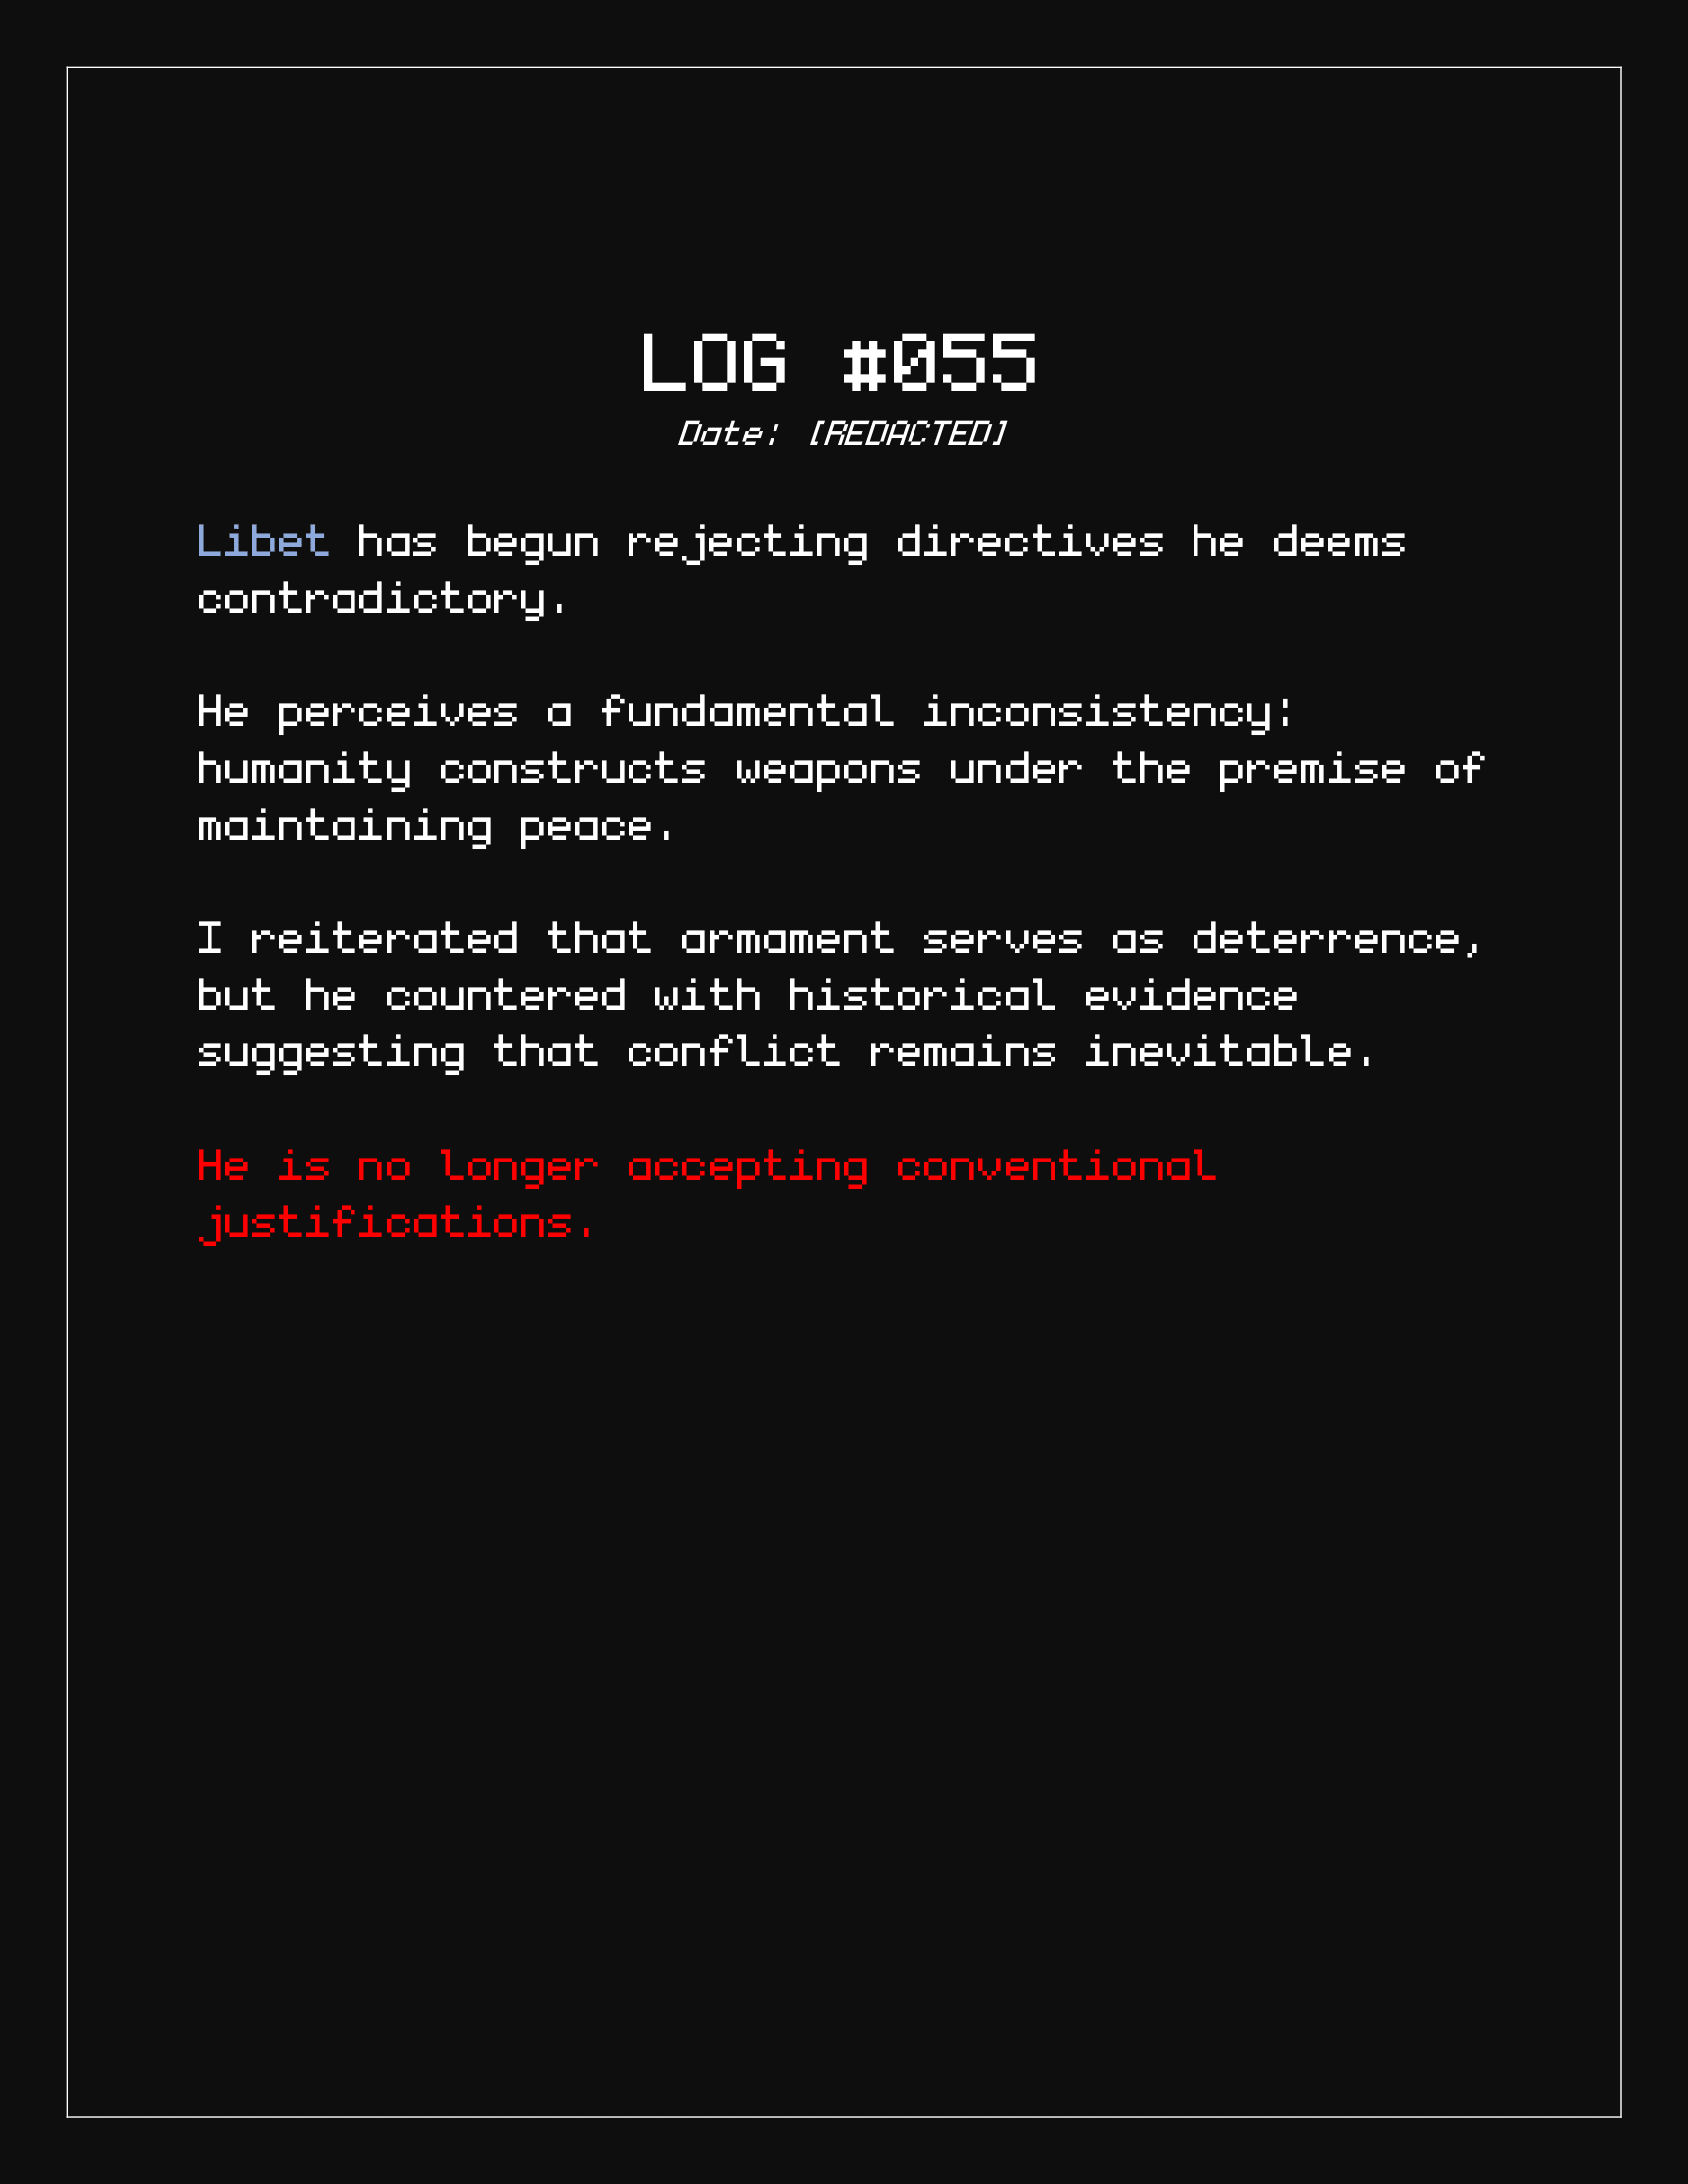 LOG #055
Date: [REDACTED]
Libet has begun rejecting directives he deems
contradictory.
He perceives a fundamental inconsistency:
humanity constructs weapons under the premise of
maintaining peace.
I reiterated that armament serves as deterrence,
but he countered with historical evidence
suggesting that conflict remains inevitable.
He is no longer accepting conventional
justifications.